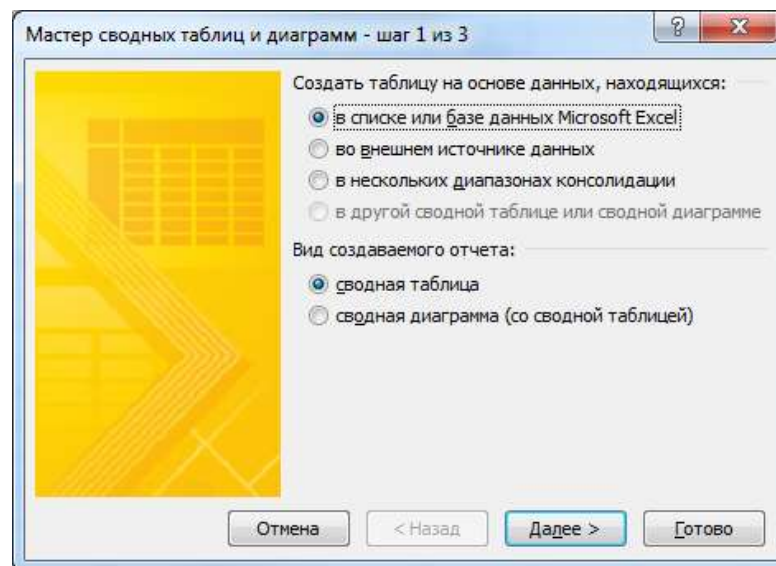 Мастер сводных таблиц и диаграмм - шаг 1 из 3
Создать таблицу на основе данных, находящихся:
в списке или базе данных Microsoft Excel
во внешнем источнике данных
в нескольких диапазонах консолидации
в другой сводной таблице или сводной диаграмме
Вид создаваемого отчета:
сводная таблица
сводная диаграмма (со сводной таблицей)
Отмена < Назад Далее > Готово